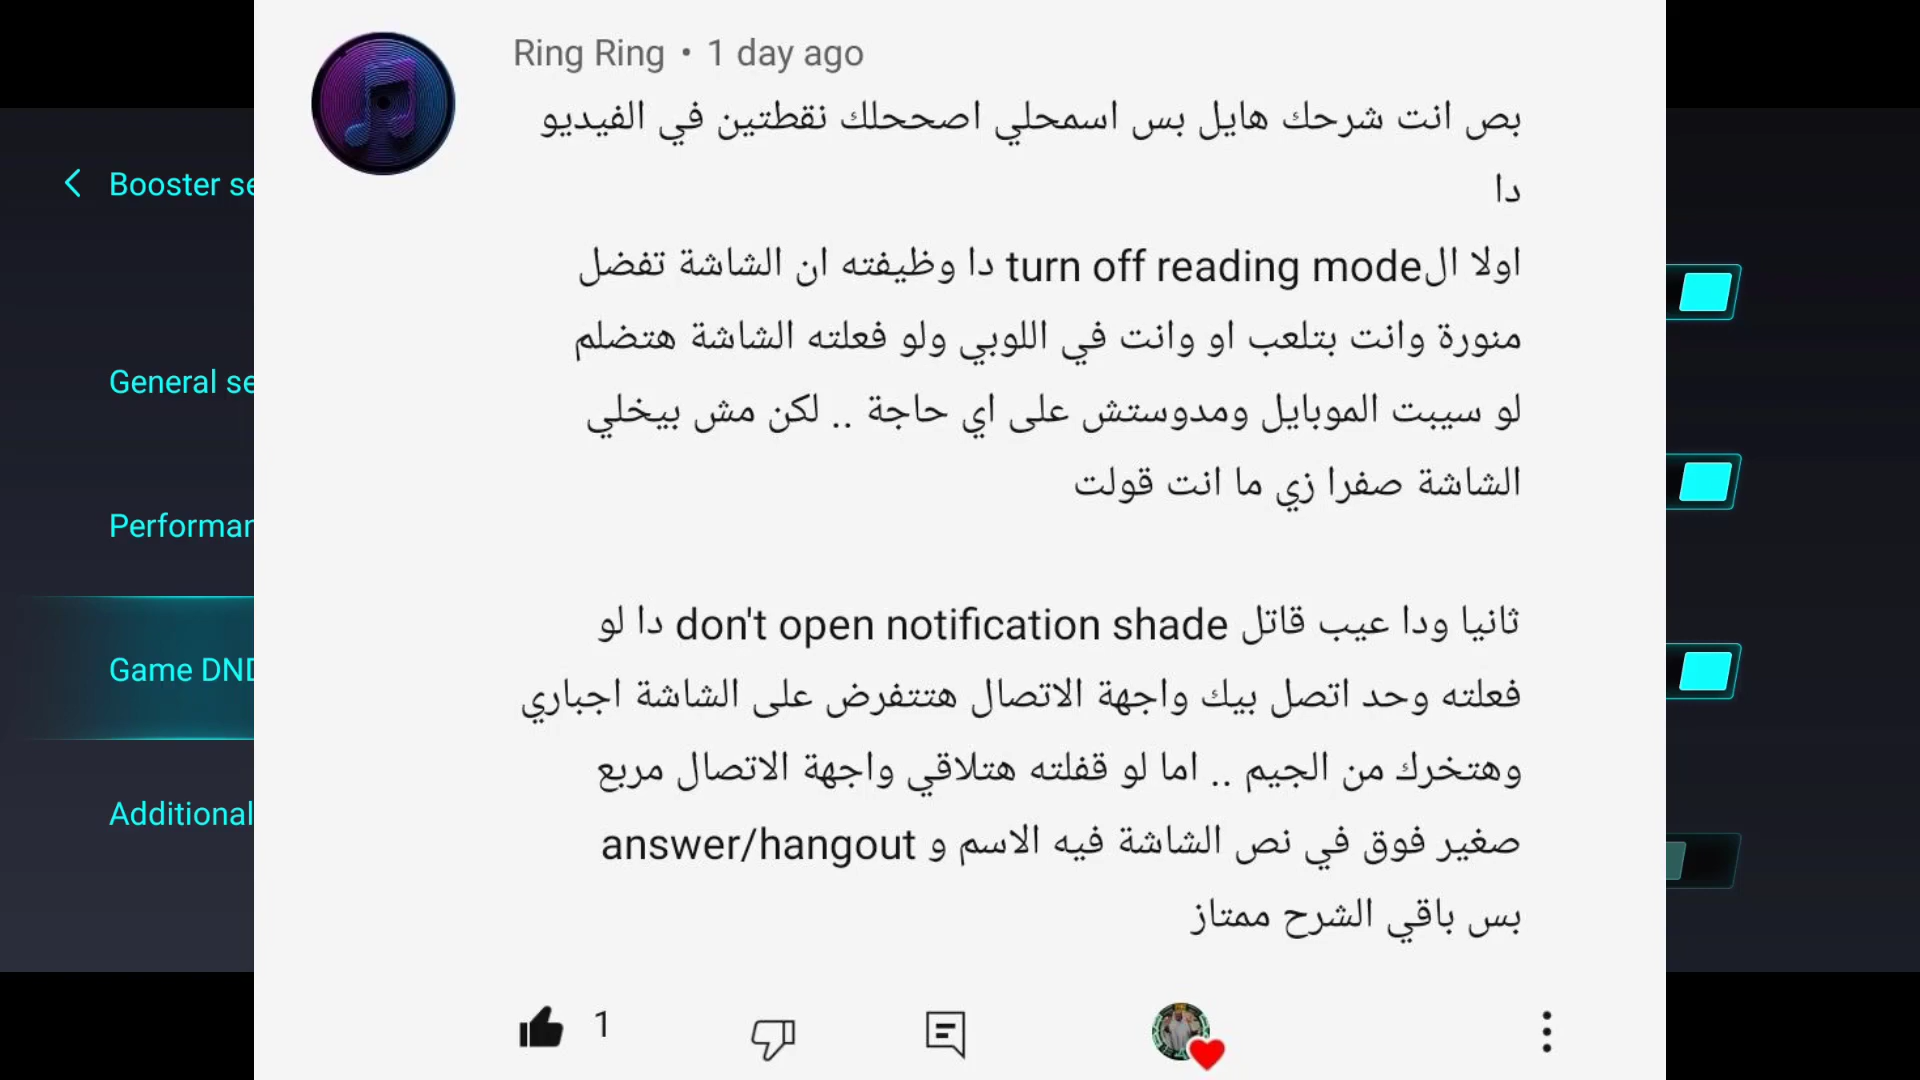 Ring Ring • 1 day ago
بص انت شرحك هايل بس اسمحلي اصححلك نقطتين في الفيديو
دا
اولا الturn off reading mode دا وظيفته ان الشاشة تفضل
منورة وانت بتلعب او وانت في اللوبي ولو فعلته الشاشة هتضلم
لو سيبت الموبايل ومدوستش على اي حاجة .. لكن مش بيخلي
الشاشة صفرا زي ما انت قولت
ثانيا ودا عيب قاتل don't open notification shade دا لو
فعلته وحد اتصل بيك واجهة الاتصال هتتفرض على الشاشة اجباري
وهتخرك من الجيم .. اما لو قفلته هتلاقي واجهة الاتصال مربع
صغير فوق في نص الشاشة فيه الاسم و answer/hangout
بس باقي الشرح ممتاز
1
Booster se
General se
Performan
Game DND
Additional